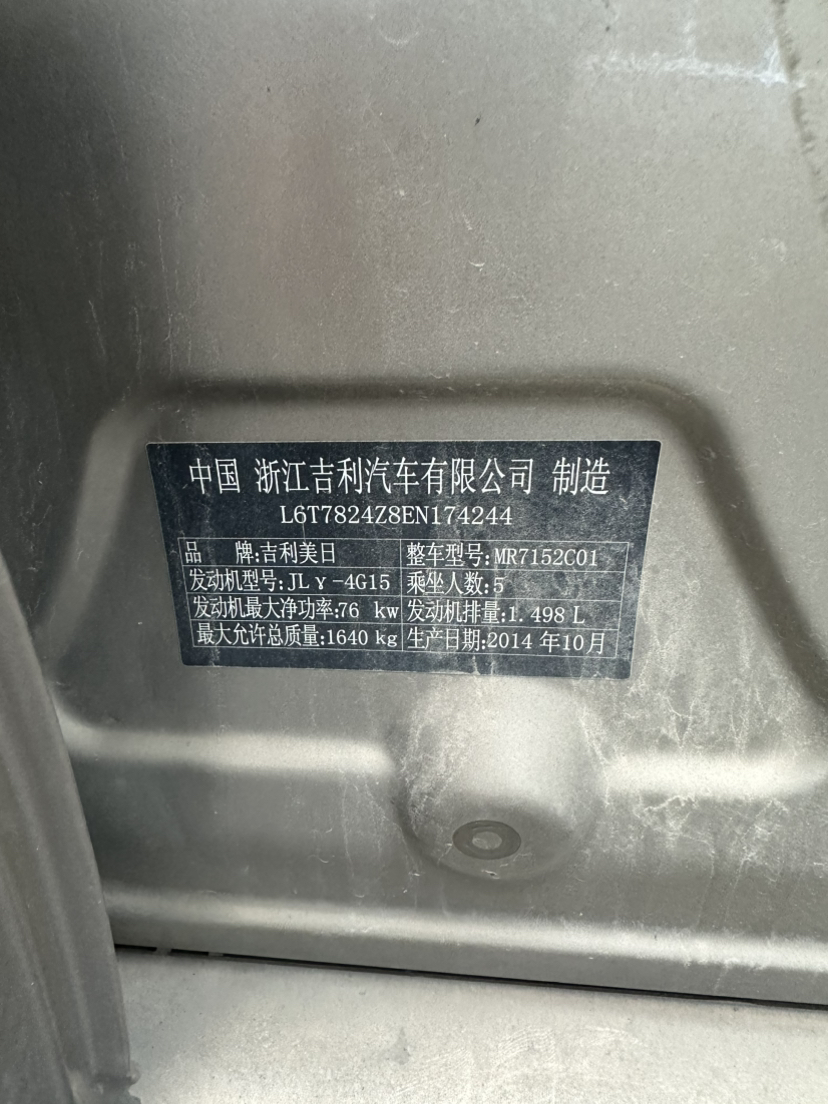 中国 浙江吉利汽车有限公司 制造
L6T7824Z8EN174244
品 牌:吉利美日 整车型号:MR7152C01
发动机型号:JLγ-4G15 乘坐人数:5
发动机最大净功率:76 kw 发动机排量:1.498 L
最大允许总质量:1640 kg 生产日期:2014 年10月